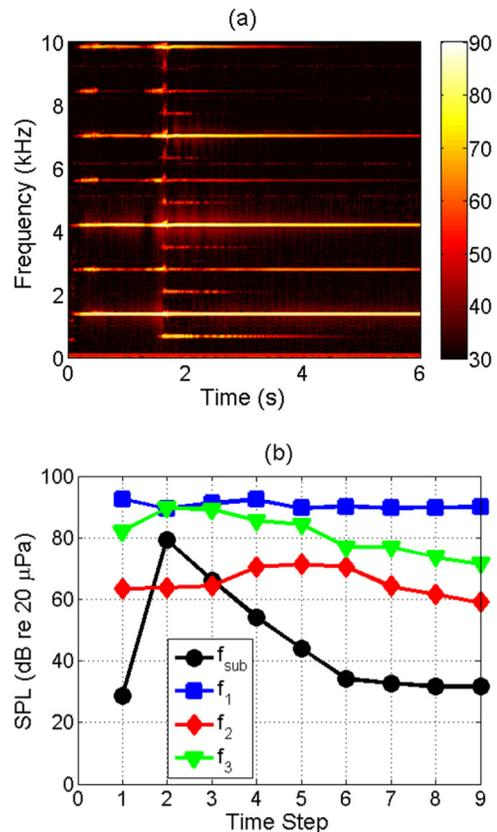 (a)
10
8
6
4
2
0
Frequency (kHz)
0 2 4 6
Time (s)
90
80
70
60
50
40
30
(b)
100
80
60
40
20
0
SPL (dB re 20 μPa)
f_sub
f_1
f_2
f_3
0 1 2 3 4 5 6 7 8 9
Time Step